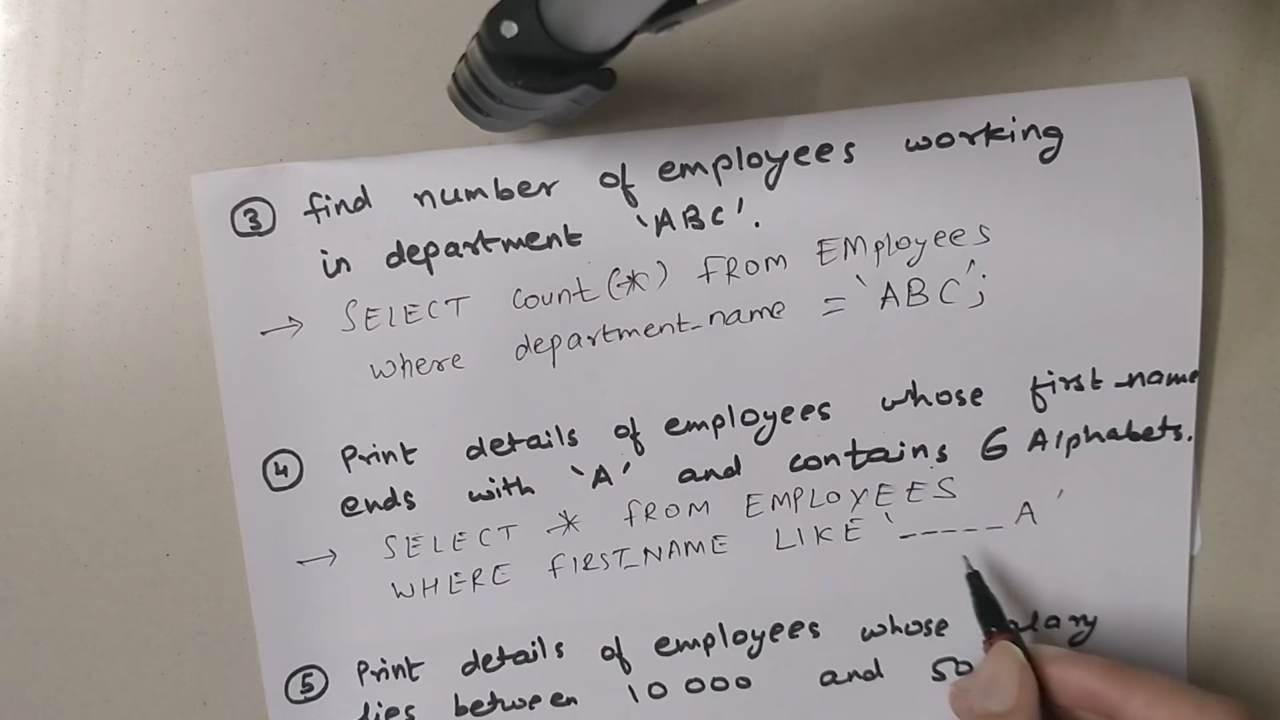 ③ find number of employees working
in department 'ABC'.
→ SELECT count(*) FROM EMployees
where department_name = 'ABC';
④ Print details of employees whose first_name
ends with 'A' and contains 6 Alphabets.
→ SELECT * FROM EMPLOYEES
WHERE FIRST_NAME LIKE '_____A'
⑤ Print details of employees whose salary
lies between 10000 and